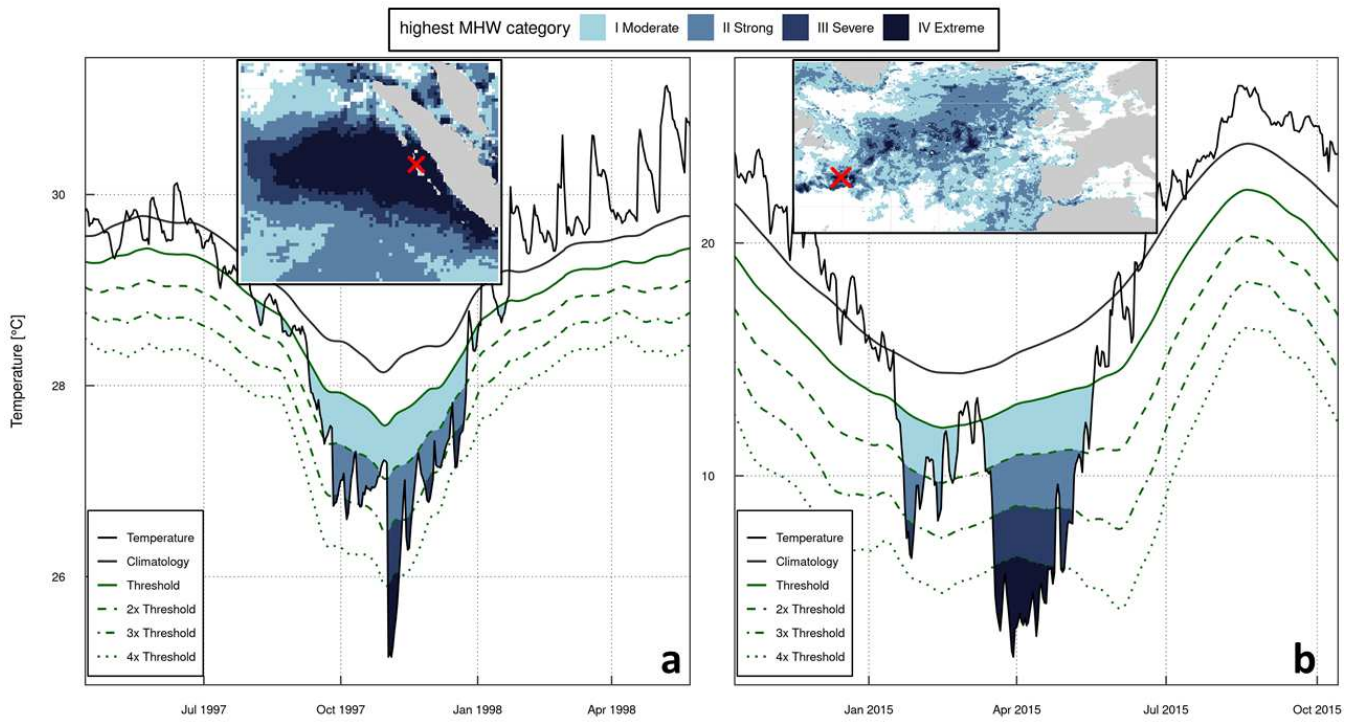 highest MHW category I Moderate II Strong III Severe IV Extreme
Temperature [°C]
30
28
26
Temperature
Climatology
Threshold
2x Threshold
3x Threshold
4x Threshold
a
Jul 1997 Oct 1997 Jan 1998 Apr 1998
20
10
Temperature
Climatology
Threshold
2x Threshold
3x Threshold
4x Threshold
b
Jan 2015 Apr 2015 Jul 2015 Oct 2015